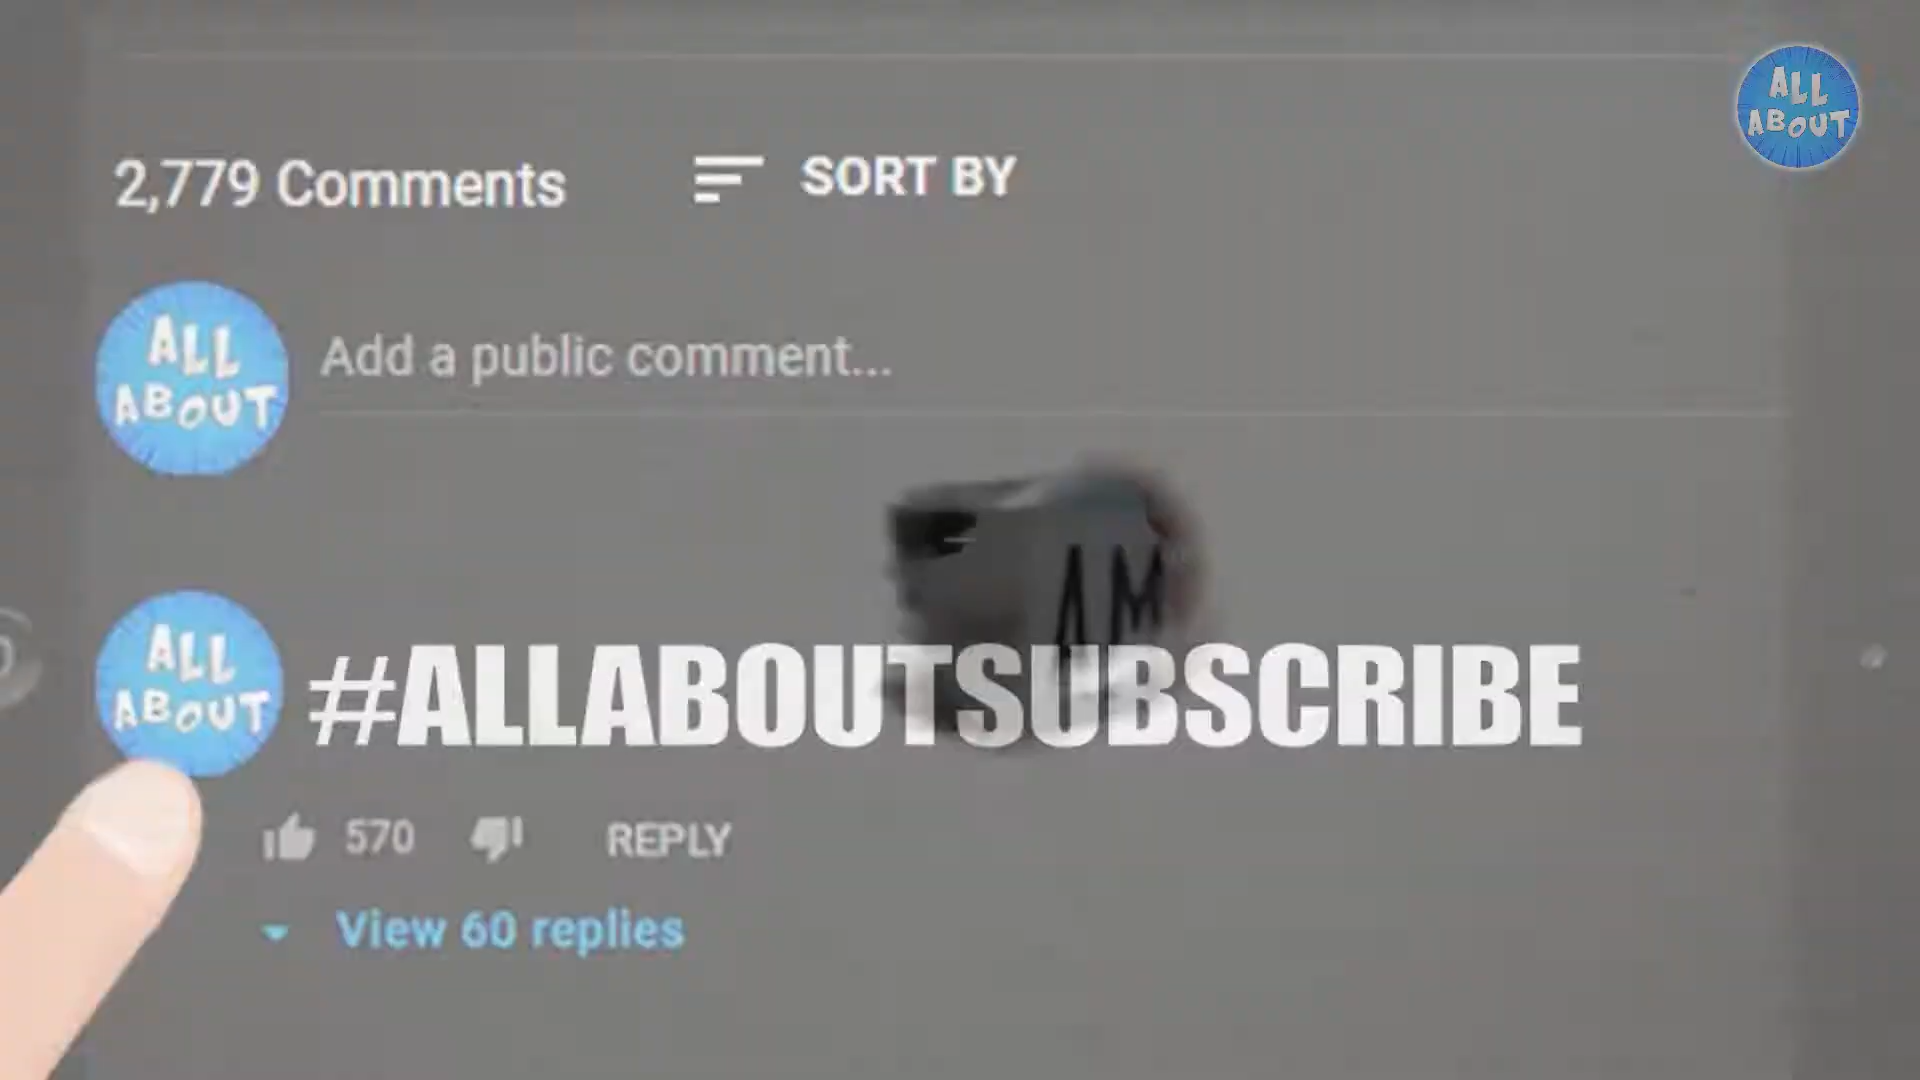 ALL
ABOUT
2,779 Comments
SORT BY
ALL
ABOUT
Add a public comment...
AM
ALL
ABOUT
#ALLABOUTSUBSCRIBE
570
REPLY
View 60 replies